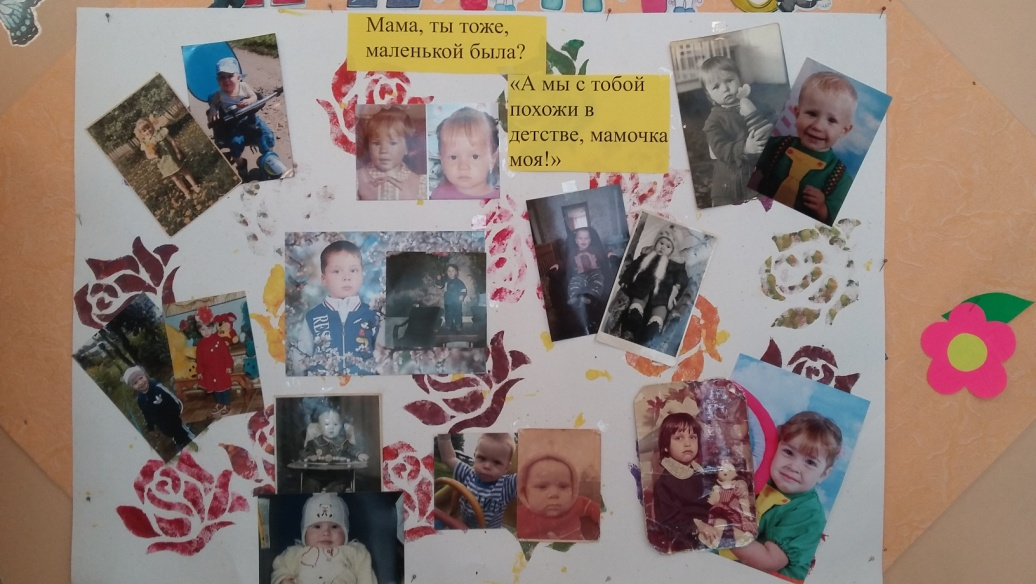 Мама, ты тоже,
маленькой была?
«А мы с тобой
похожи в
детстве, мамочка
моя!»